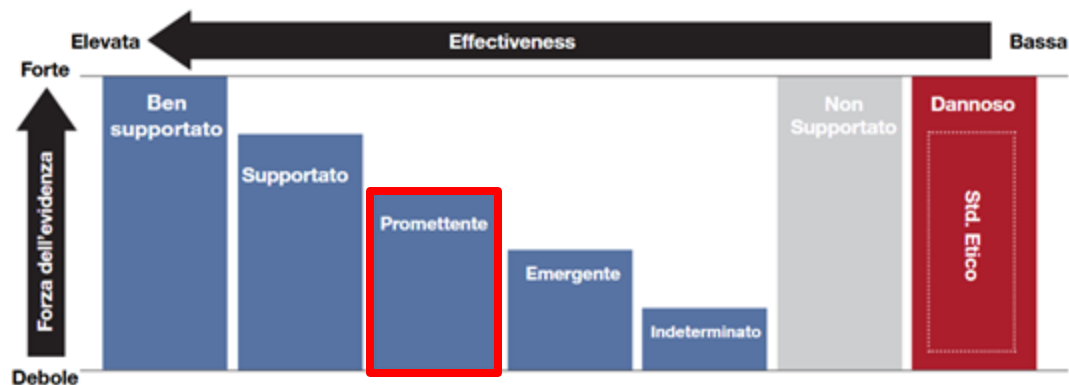 Elevata
Effectiveness
Bassa
Forte
Forza dell'evidenza
Debole
Ben
supportato
Supportato
Promettente
Emergente
Indeterminato
Non
Supportato
Dannoso
Std. Etico